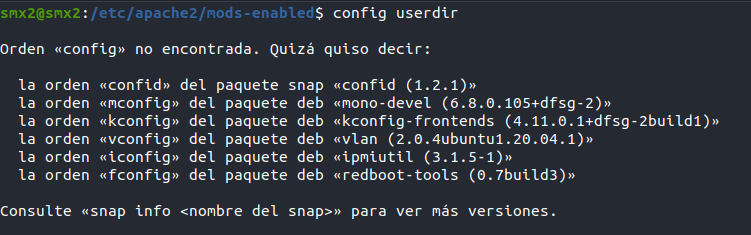 smx2@smx2:/etc/apache2/mods-enabled$ config userdir
Orden «config» no encontrada. Quizá quiso decir:
la orden «confid» del paquete snap «confid (1.2.1)»
la orden «mconfig» del paquete deb «mono-devel (6.8.0.105+dfsg-2)»
la orden «kconfig» del paquete deb «kconfig-frontends (4.11.0.1+dfsg-2build1)»
la orden «vconfig» del paquete deb «vlan (2.0.4ubuntu1.20.04.1)»
la orden «iconfig» del paquete deb «ipmiutil (3.1.5-1)»
la orden «fconfig» del paquete deb «redboot-tools (0.7build3)»
Consulte «snap info <nombre del snap>» para ver más versiones.